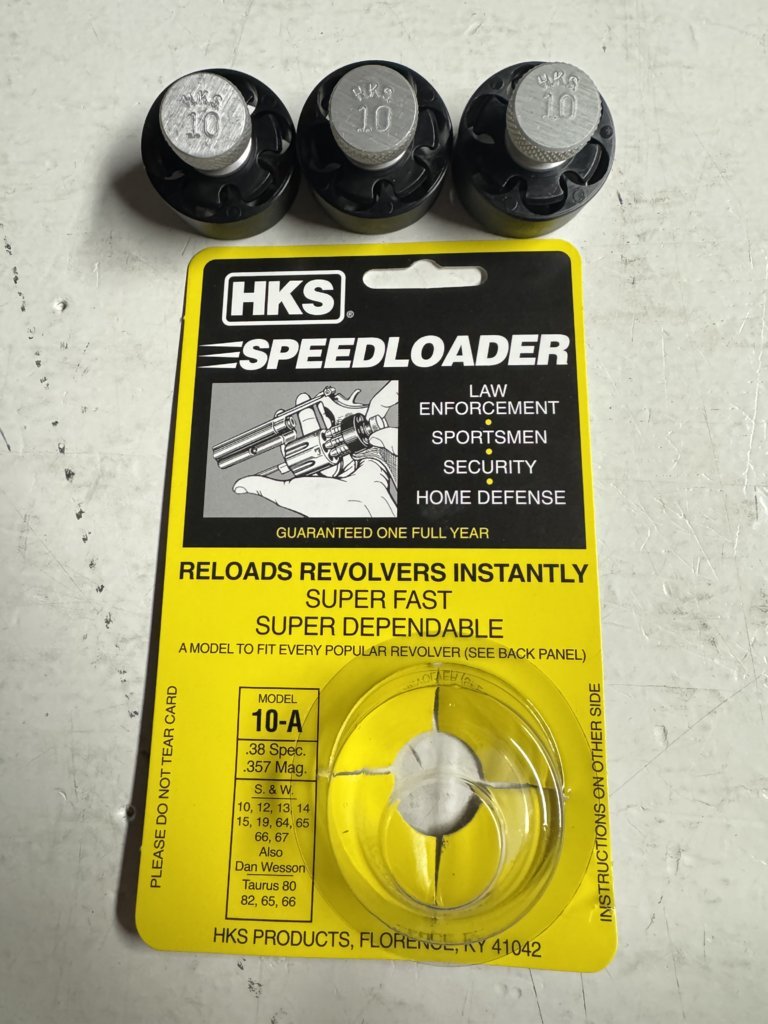 HKS
10
HKS
10
HKS
10
HKS®
SPEEDLOADER
LAW
ENFORCEMENT
•
SPORTSMEN
•
SECURITY
•
HOME DEFENSE
GUARANTEED ONE FULL YEAR
RELOADS REVOLVERS INSTANTLY
SUPER FAST
SUPER DEPENDABLE
A MODEL TO FIT EVERY POPULAR REVOLVER (SEE BACK PANEL)
PLEASE DO NOT TEAR CARD
MODEL
10-A
.38 Spec.
.357 Mag.
S. & W.
10, 12, 13, 14
15, 19, 64, 65
66, 67
Also
Dan Wesson
Taurus 80
82, 65, 66
INSTRUCTIONS ON OTHER SIDE
HKS PRODUCTS, FLORENCE, KY 41042